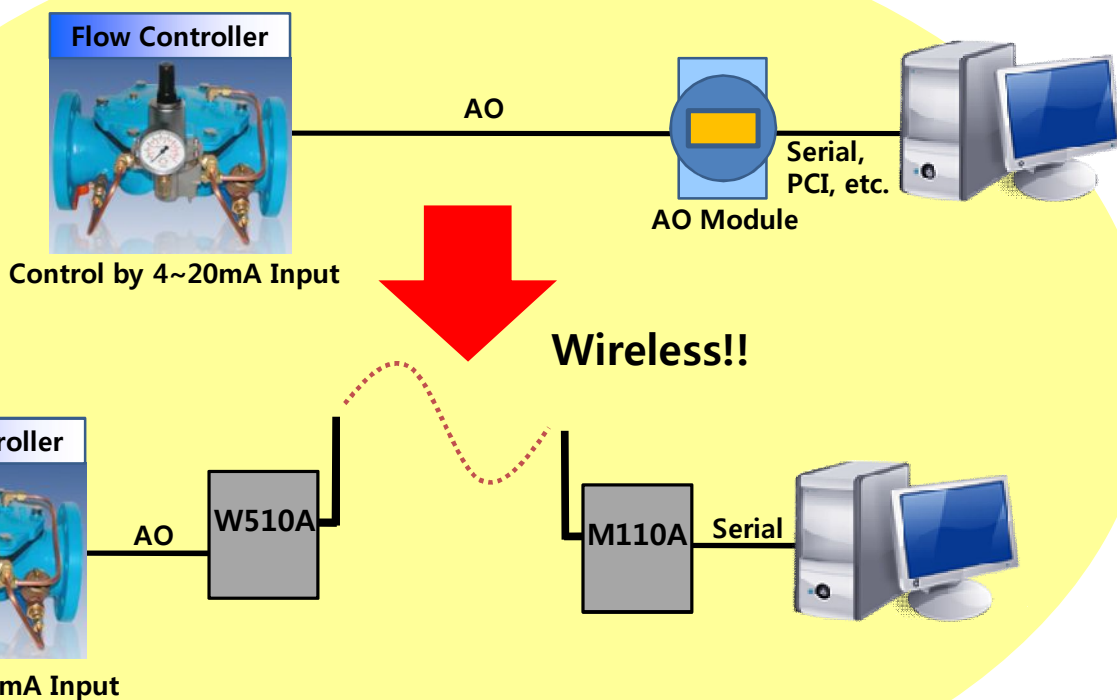 Flow Controller
AO
Serial,
PCI, etc.
AO Module
Control by 4~20mA Input
Wireless!!
roller
AO
W510A
M110A
Serial
mA Input